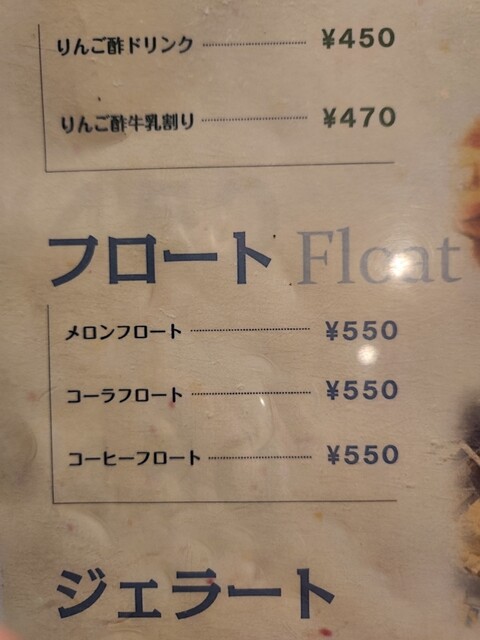 りんご酢ドリンク ¥450
りんご酢牛乳割り ¥470
フロート Float
メロンフロート ¥550
コーラフロート ¥550
コーヒーフロート ¥550
ジェラート